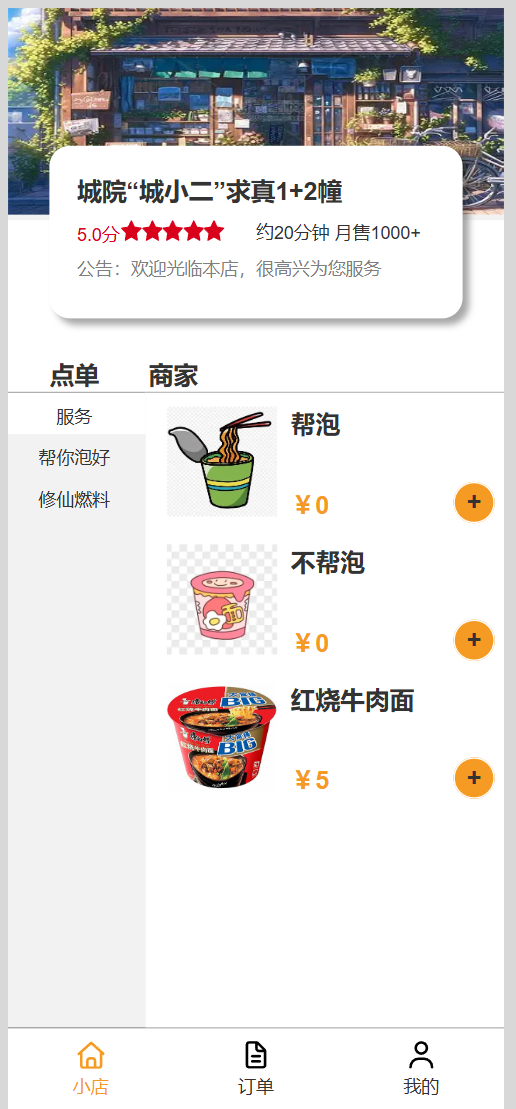 城院“城小二”求真1+2幢
5.0分 约20分钟 月售1000+
公告：欢迎光临本店，很高兴为您服务
点单 商家
服务
帮你泡好
修仙燃料
帮泡
￥0
+
不帮泡
￥0
+
BIG
BIG
红烧牛肉面
￥5
+
小店 订单 我的